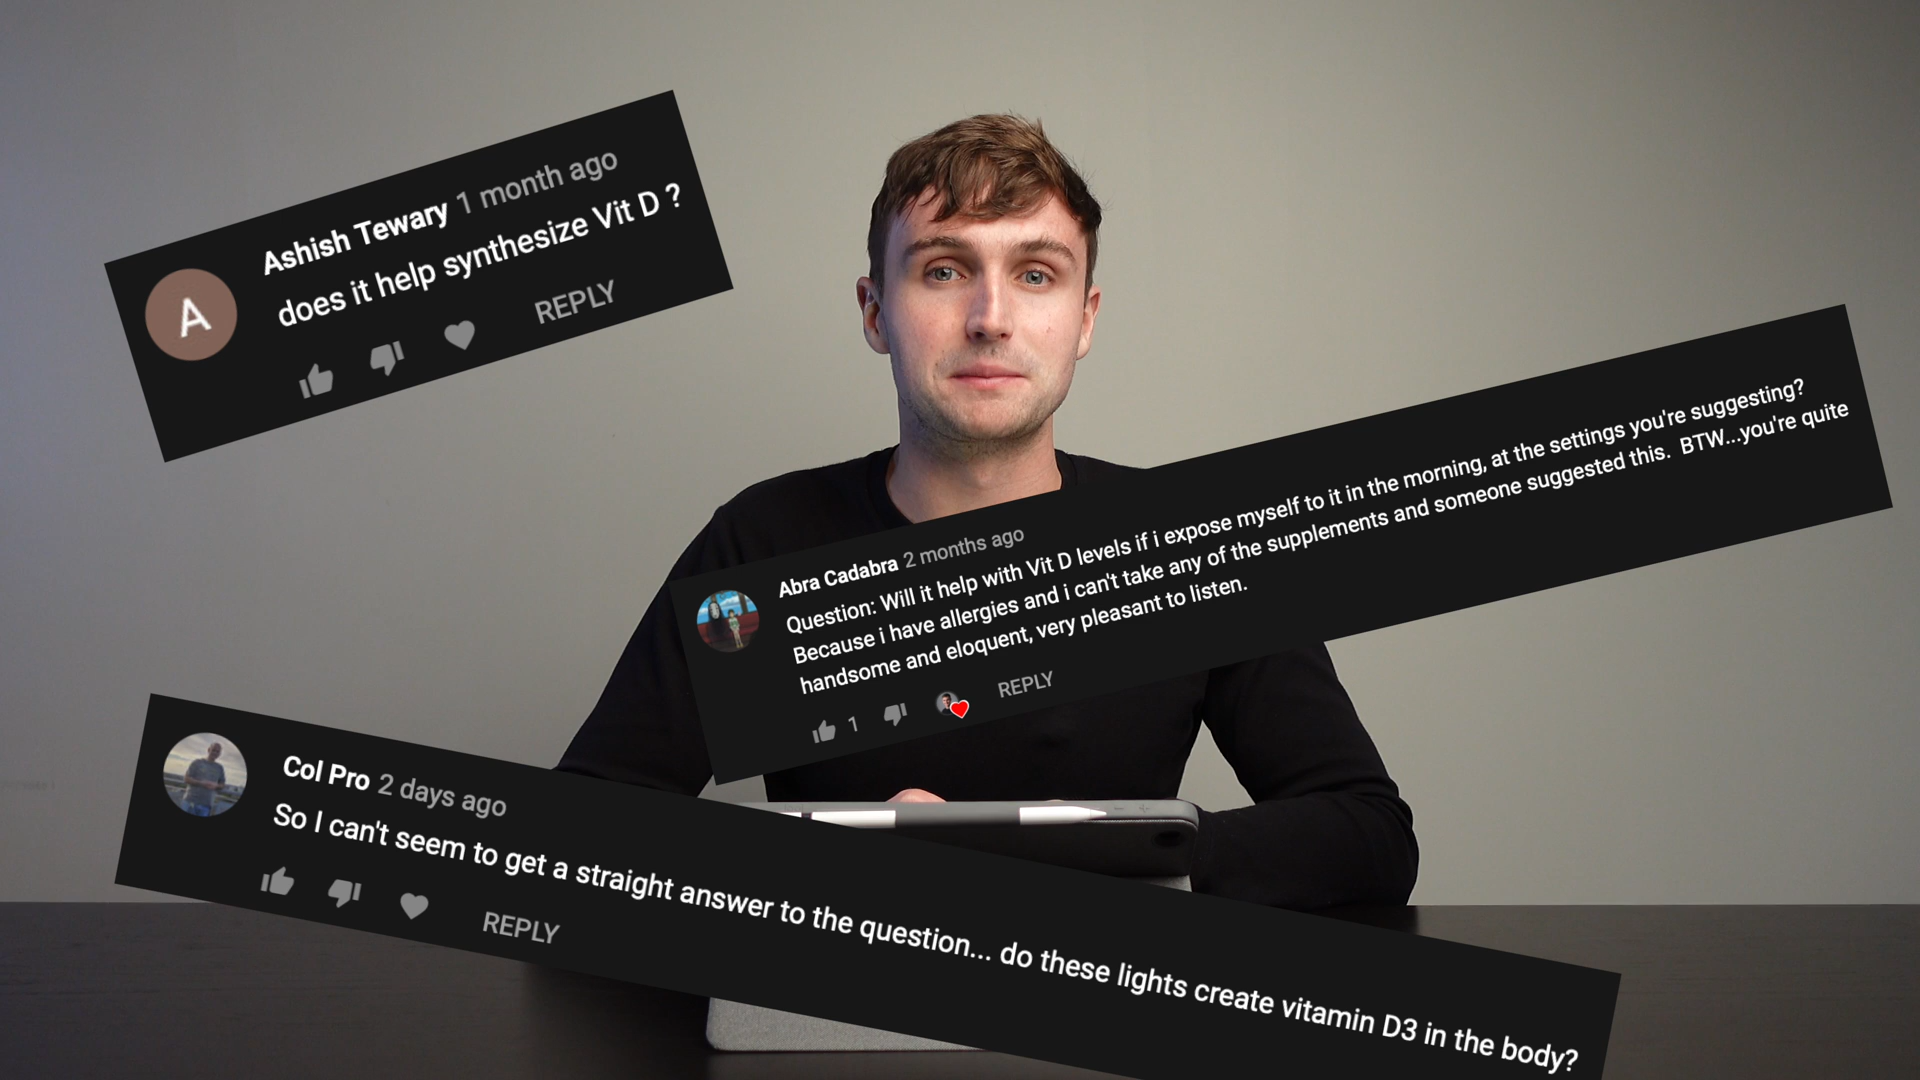 A
Ashish Tewary 1 month ago
does it help synthesize Vit D ?
REPLY
Abra Cadabra 2 months ago
Question: Will it help with Vit D levels if i expose myself to it in the morning, at the settings you're suggesting?
Because i have allergies and i can't take any of the supplements and someone suggested this.  BTW...you're quite
handsome and eloquent, very pleasant to listen.
1
REPLY
Col Pro 2 days ago
So I can't seem to get a straight answer to the question... do these lights create vitamin D3 in the body?
REPLY